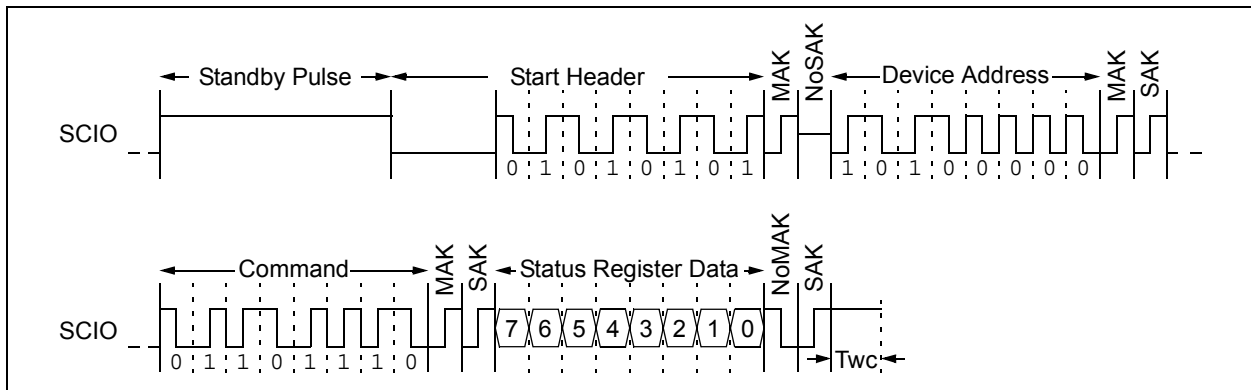 Standby Pulse
Start Header
MAK
NoSAK
Device Address
MAK
SAK
SCIO
0 1 0 1 0 1 0 1
1 0 1 0 0 0 0 0
Command
MAK
SAK
Status Register Data
NoMAK
SAK
SCIO
7 6 5 4 3 2 1 0
0 1 1 0 1 1 1 0
Twc